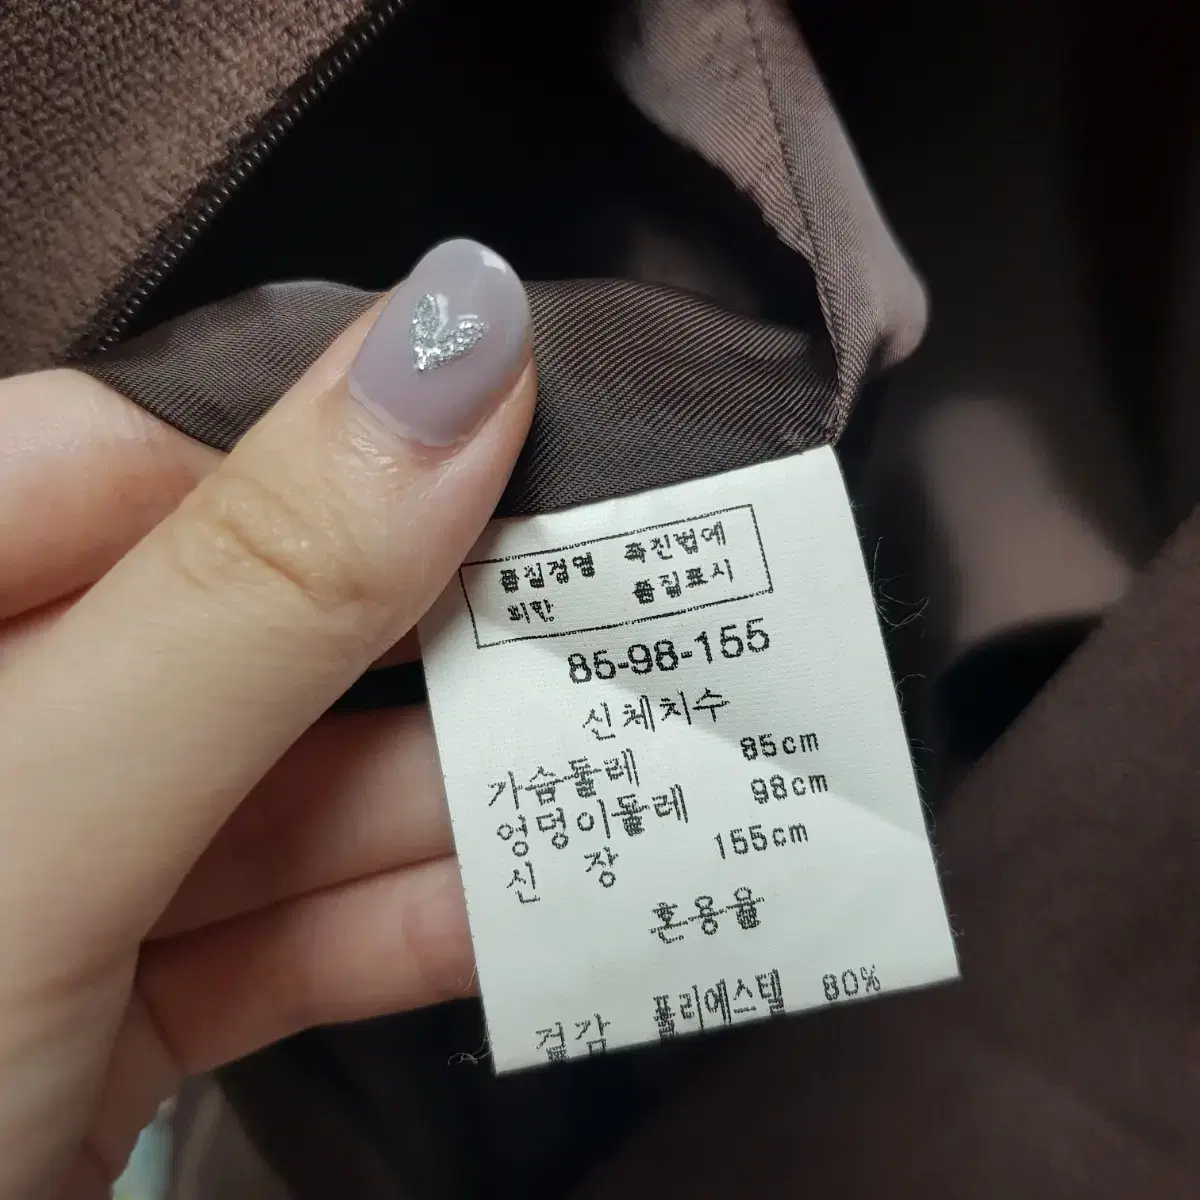 품질경영 촉진법에
의한 품질표시
85-98-155
신체치수
가슴둘레 85cm
엉덩이둘레 98cm
신 장 155cm
혼용율
겉감 폴리에스텔 80%